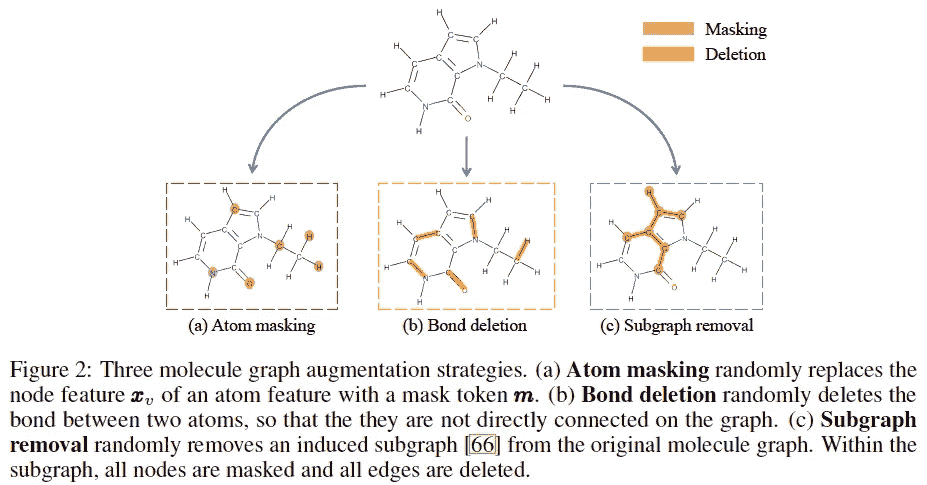 Masking
Deletion
H
H
C
C
H
H
H
C
C
C
N
C
H
C
C
C
H
H
N
C
H
H
H
O
H
(a) Atom masking
(b) Bond deletion
(c) Subgraph removal
Figure 2: Three molecule graph augmentation strategies. (a) Atom masking randomly replaces the
node feature xᵥ of an atom feature with a mask token m. (b) Bond deletion randomly deletes the
bond between two atoms, so that the they are not directly connected on the graph. (c) Subgraph
removal randomly removes an induced subgraph [66] from the original molecule graph. Within the
subgraph, all nodes are masked and all edges are deleted.